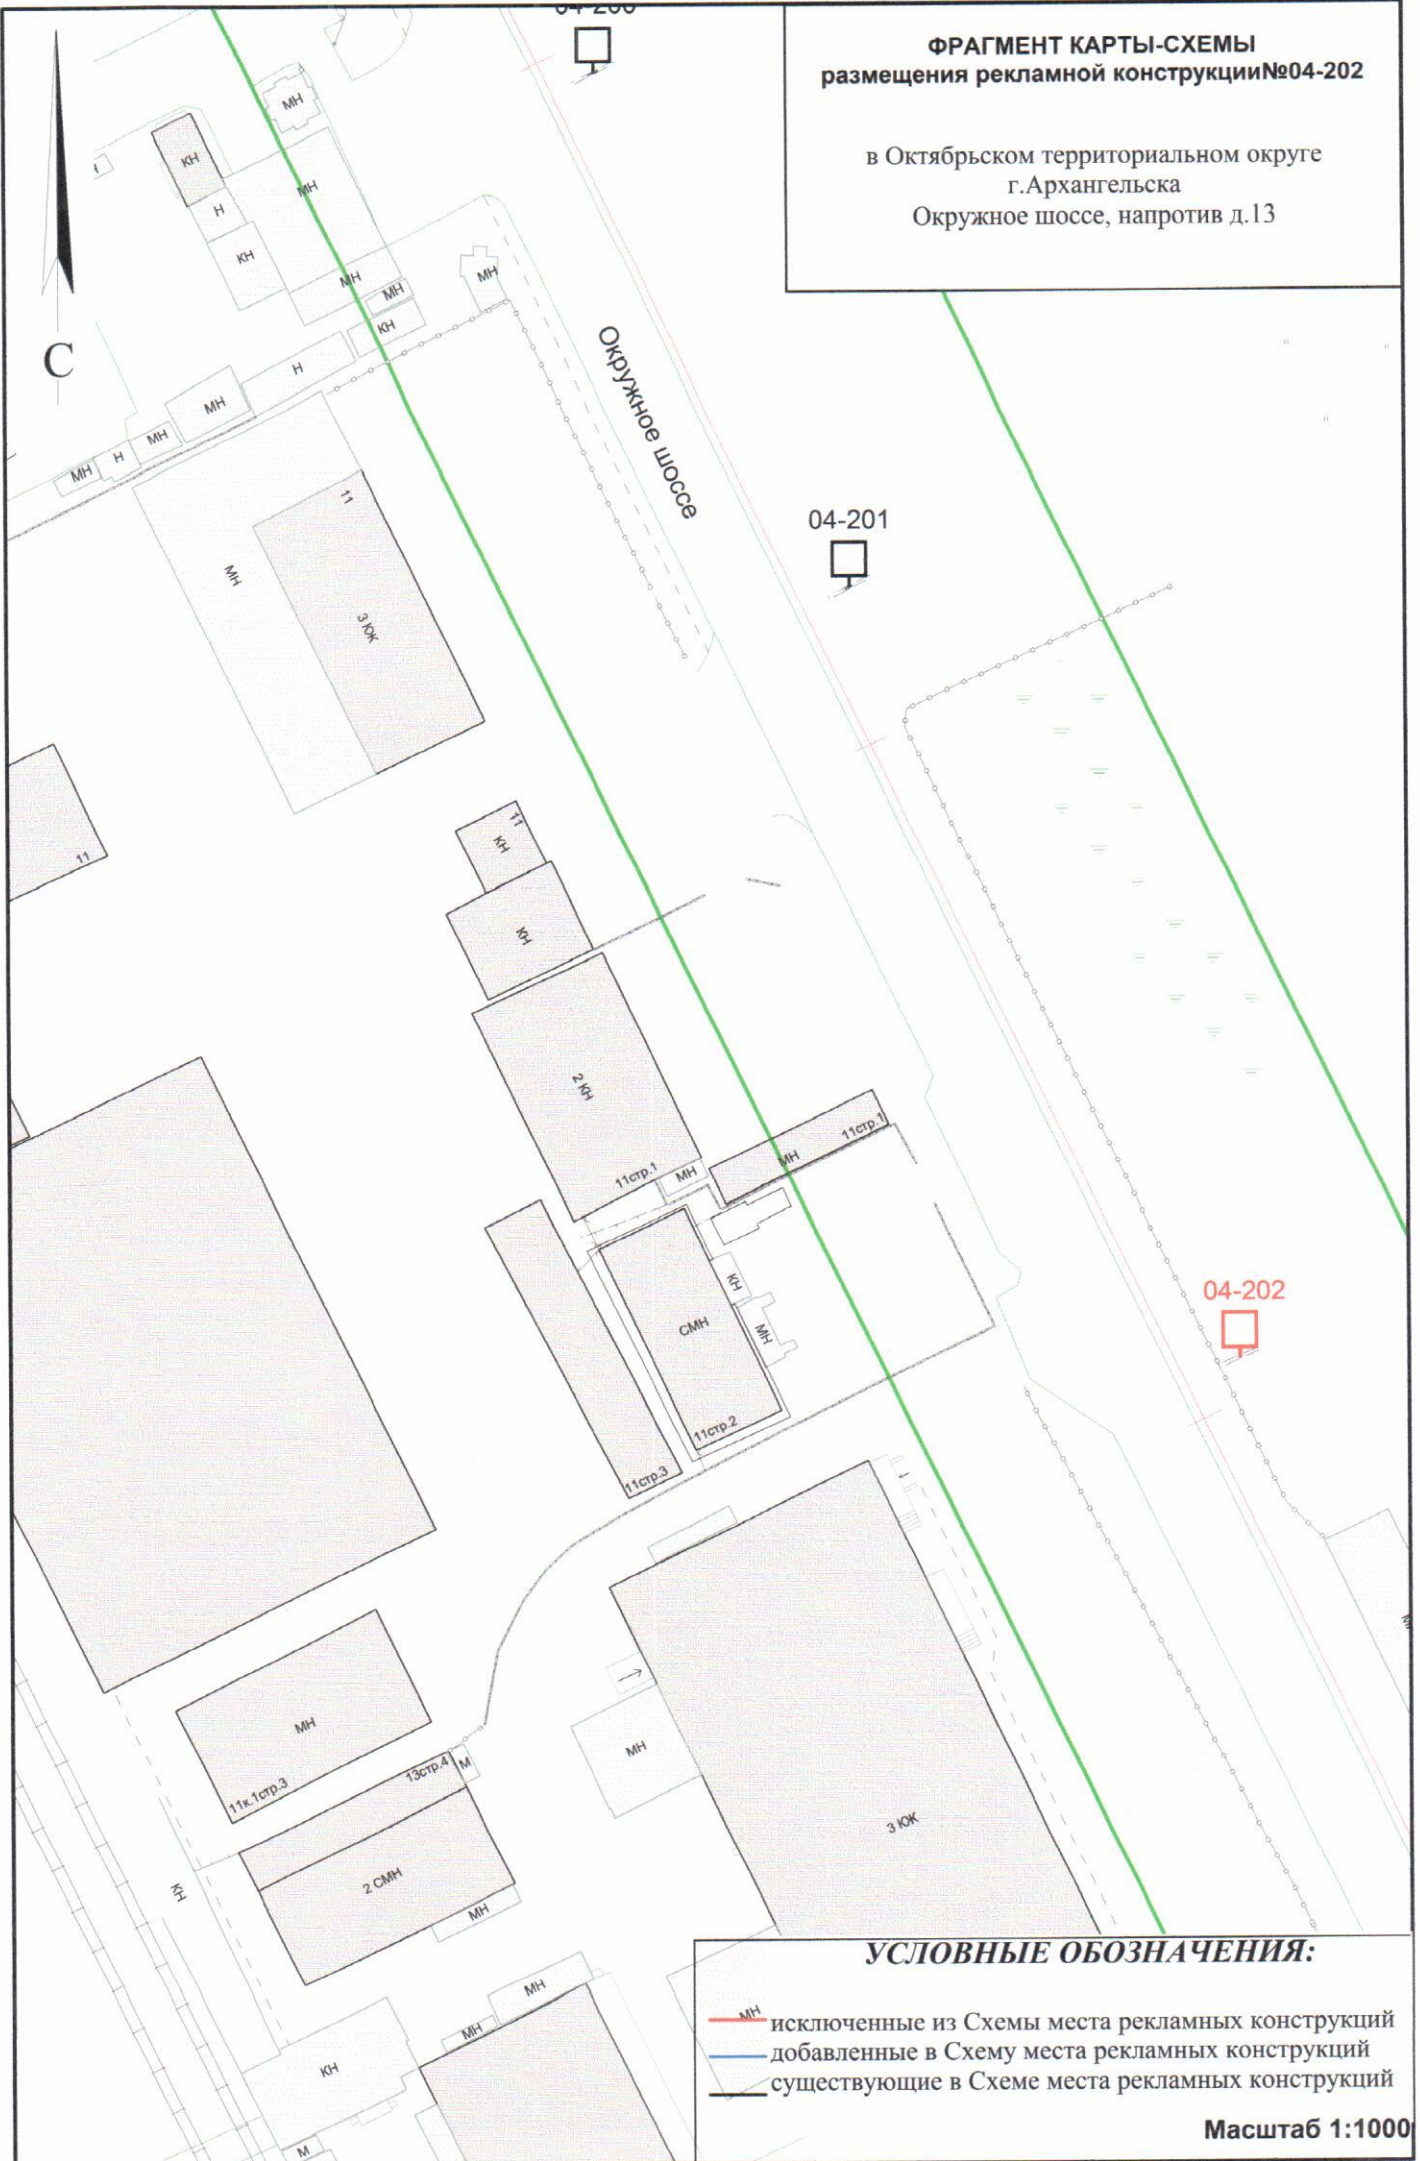 ФРАГМЕНТ КАРТЫ-СХЕМЫ
размещения рекламной конструкции№04-202
в Октябрьском территориальном округе
г.Архангельска
Окружное шоссе, напротив д.13
МН
КН
МН
Н
КН
МН
МН
МН
КН
МН
С
Н
МН
МН
Н
МН
Окружное шоссе
04-201
11
МН
3 КЖ
11
11
КН
КН
2 КН
11стр.1
МН
МН
11стр.1
КН
СМН
МН
11стр.2
11стр.3
04-202
МН
11к.1стр.3
13стр.4
М
МН
3 КЖ
КН
2 СМН
МН
МН
МН
КН
М
УСЛОВНЫЕ ОБОЗНАЧЕНИЯ:
МН
исключенные из Схемы места рекламных конструкций
добавленные в Схему места рекламных конструкций
существующие в Схеме места рекламных конструкций
Масштаб 1:1000